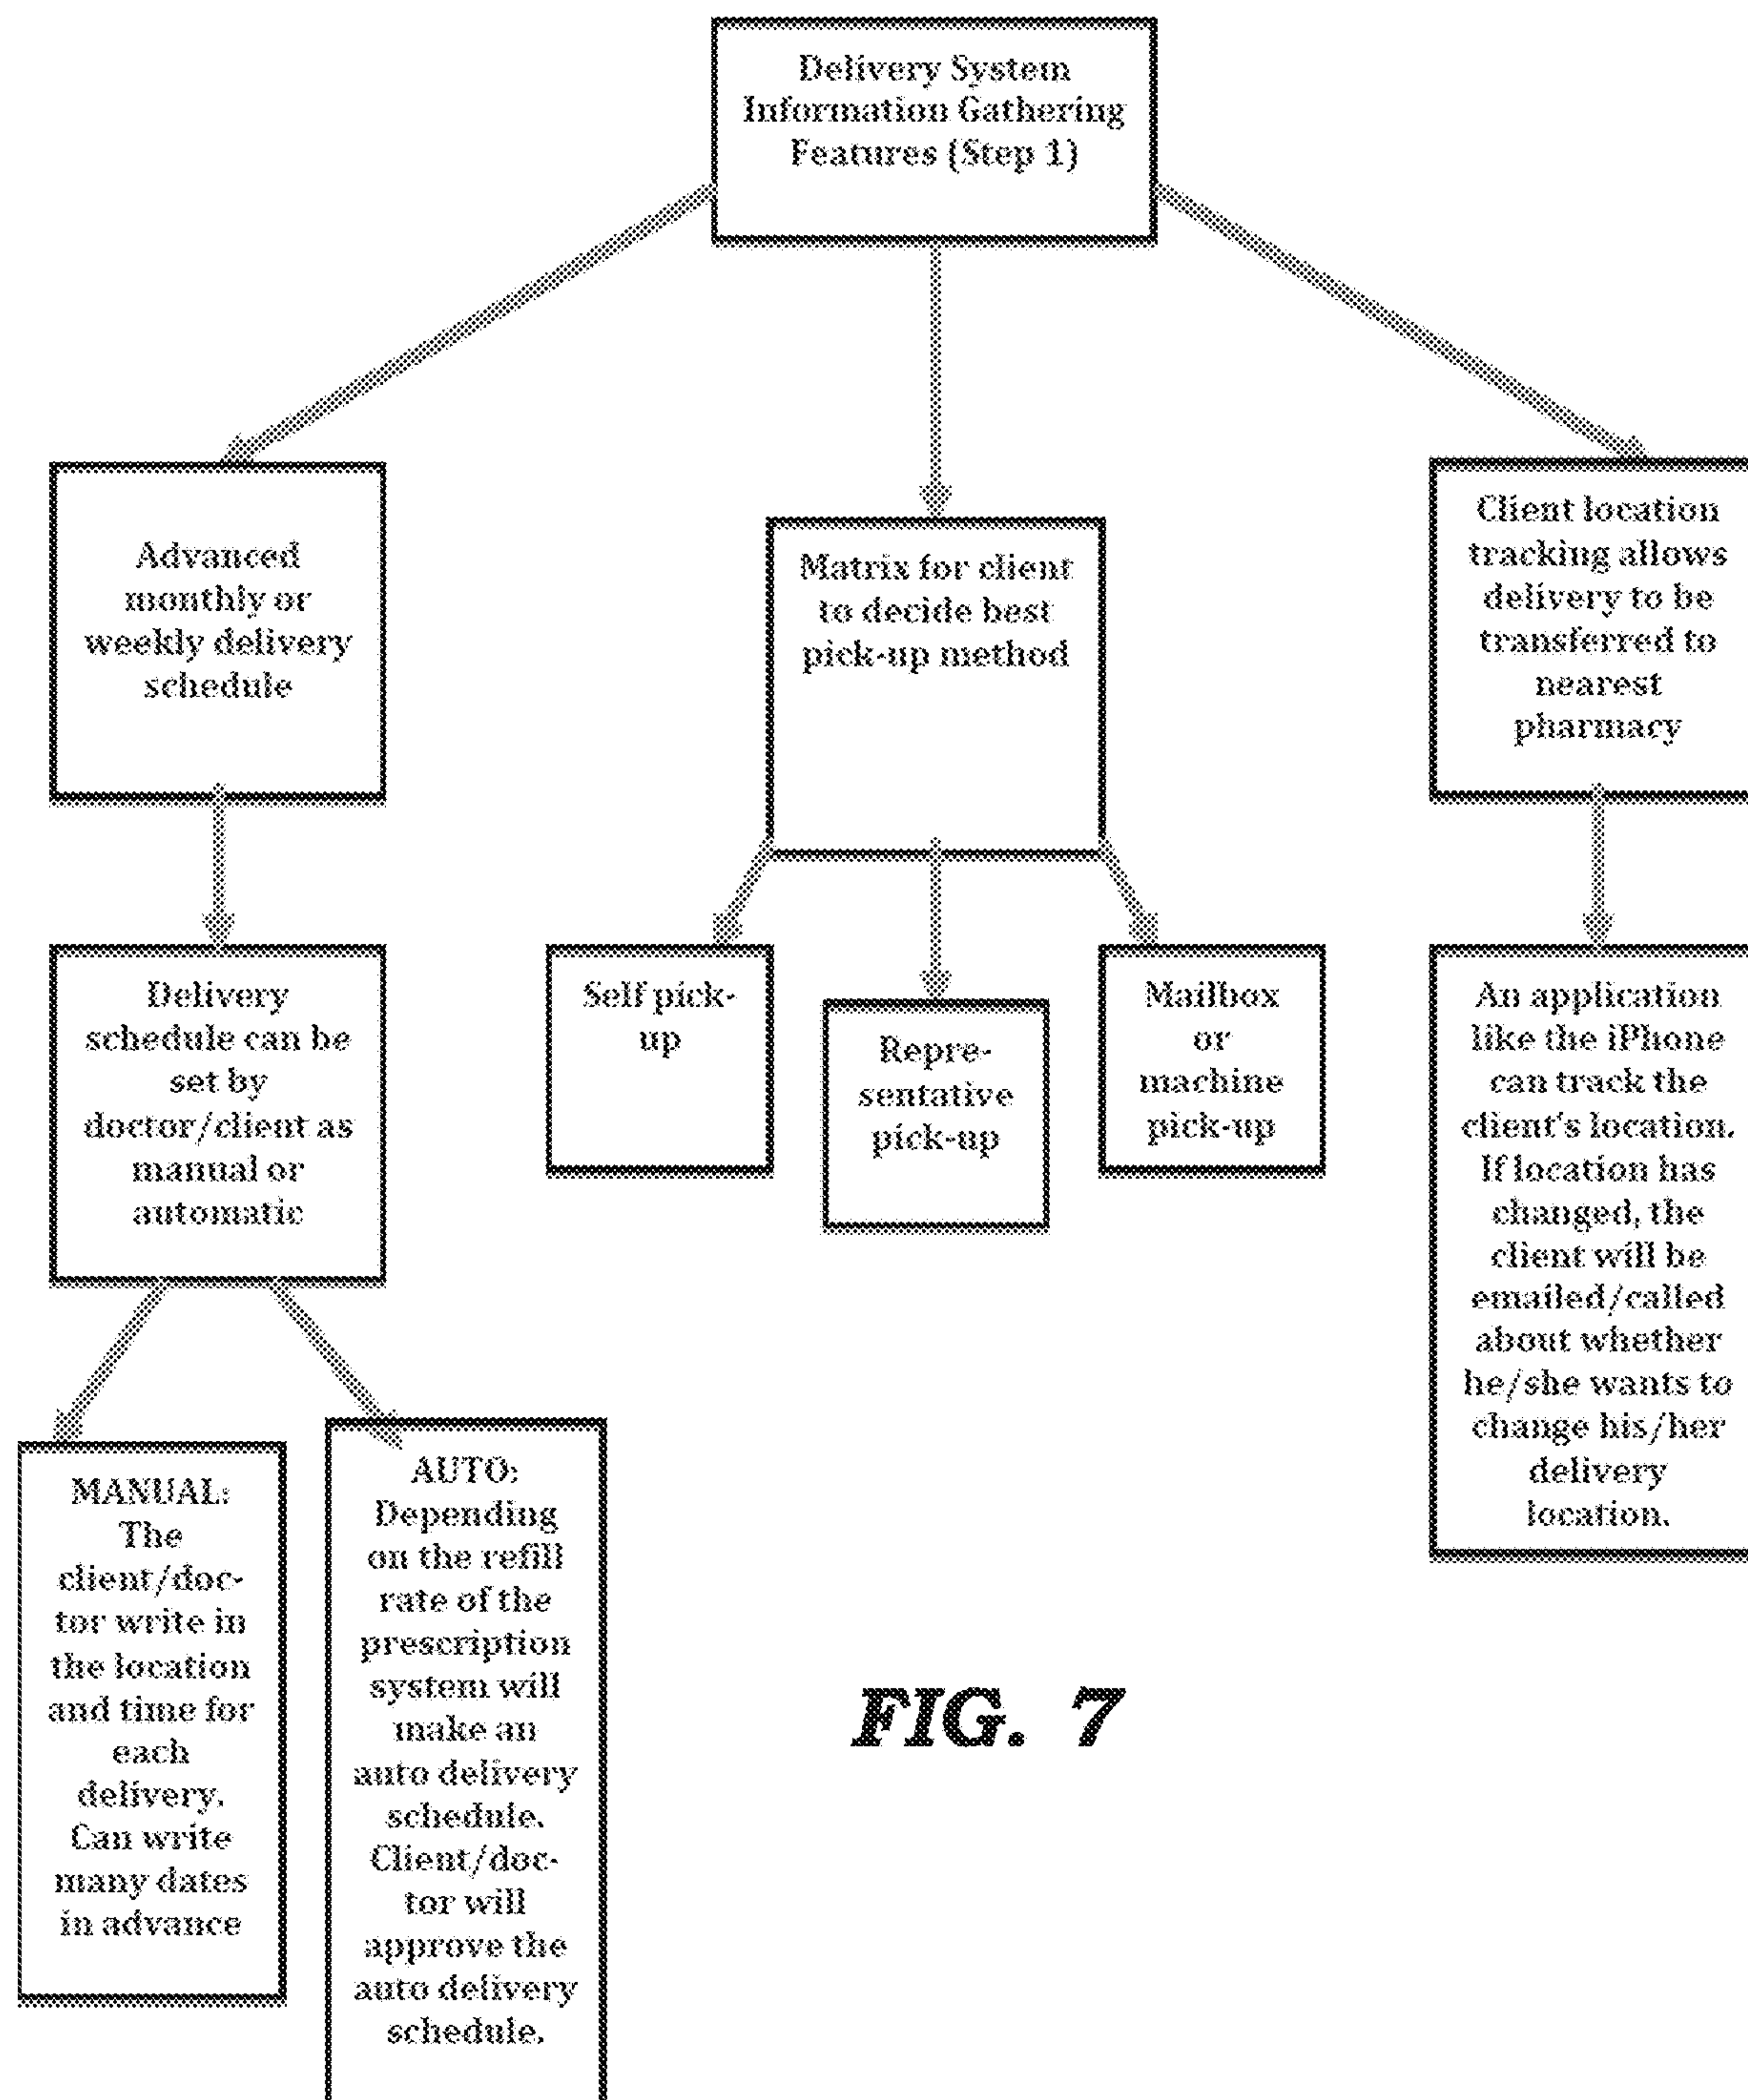 Delivery System
Information Gathering
Features (Step 1)
Advanced
monthly or
weekly delivery
schedule
Matrix for client
to decide best
pick-up method
Client location
tracking allows
delivery to be
transferred to
nearest
pharmacy
Delivery
schedule can be
set by
doctor/client as
manual or
automatic
Self pick-
up
Repre-
sentative
pick-up
Mailbox
or
machine
pick-up
An application
like the iPhone
can track the
client's location.
If location has
changed, the
client will be
emailed/called
about whether
he/she wants to
change his/her
delivery
location.
MANUAL:
The
client/doc-
tor write in
the location
and time for
each
delivery.
Can write
many dates
in advance
AUTO:
Depending
on the refill
rate of the
prescription
system will
make an
auto delivery
schedule.
Client/doc-
tor will
approve the
auto delivery
schedule.
FIG. 7